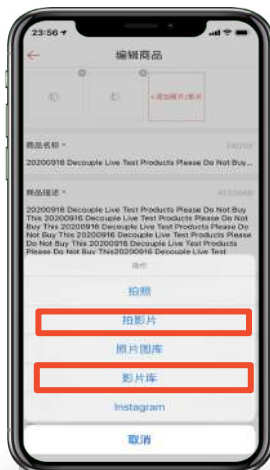 23:56
编辑商品
+添加照片/影片
商品名称 *
20200916 Decouple Live Test Products Please Do Not Buy...
商品描述 *
20200916 Decouple Live Test Products Please Do Not Buy
This 20200916 Decouple Live Test Products Please Do Not
Buy This 20200916 Decouple Live Test Products Please Do
Not Buy This 20200916 Decouple Live Test Products Please
Do Not Buy This 20200916 Decouple Live Test Products
Please Do Not Buy This20200916 Decouple Live Test
操作
拍照
拍影片
照片图库
影片库
Instagram
取消